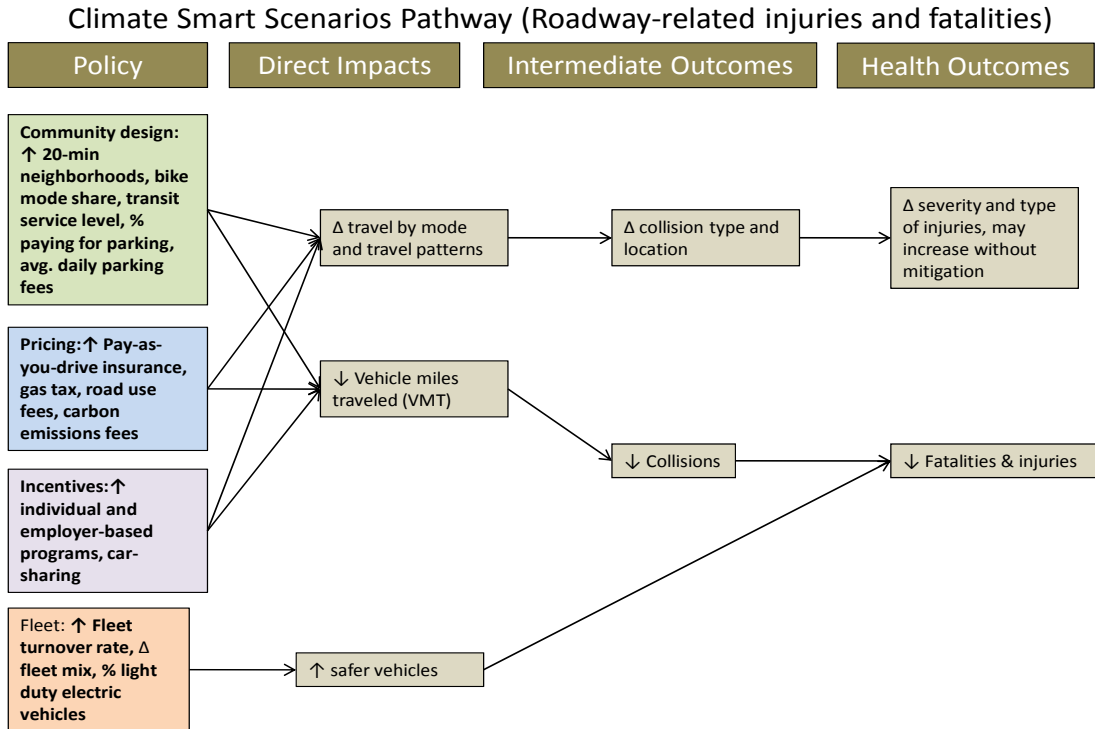 Climate Smart Scenarios Pathway (Roadway-related injuries and fatalities)
Policy
Direct Impacts
Intermediate Outcomes
Health Outcomes
Community design:
↑ 20-min
neighborhoods, bike
mode share, transit
service level, %
paying for parking,
avg. daily parking
fees
Δ travel by mode
and travel patterns
Δ collision type and
location
Δ severity and type
of injuries, may
increase without
mitigation
Pricing:↑ Pay-as-
you-drive insurance,
gas tax, road use
fees, carbon
emissions fees
↓ Vehicle miles
traveled (VMT)
↓ Collisions
↓ Fatalities & injuries
Incentives:↑
individual and
employer-based
programs, car-
sharing
Fleet: ↑ Fleet
turnover rate, Δ
fleet mix, % light
duty electric
vehicles
↑ safer vehicles